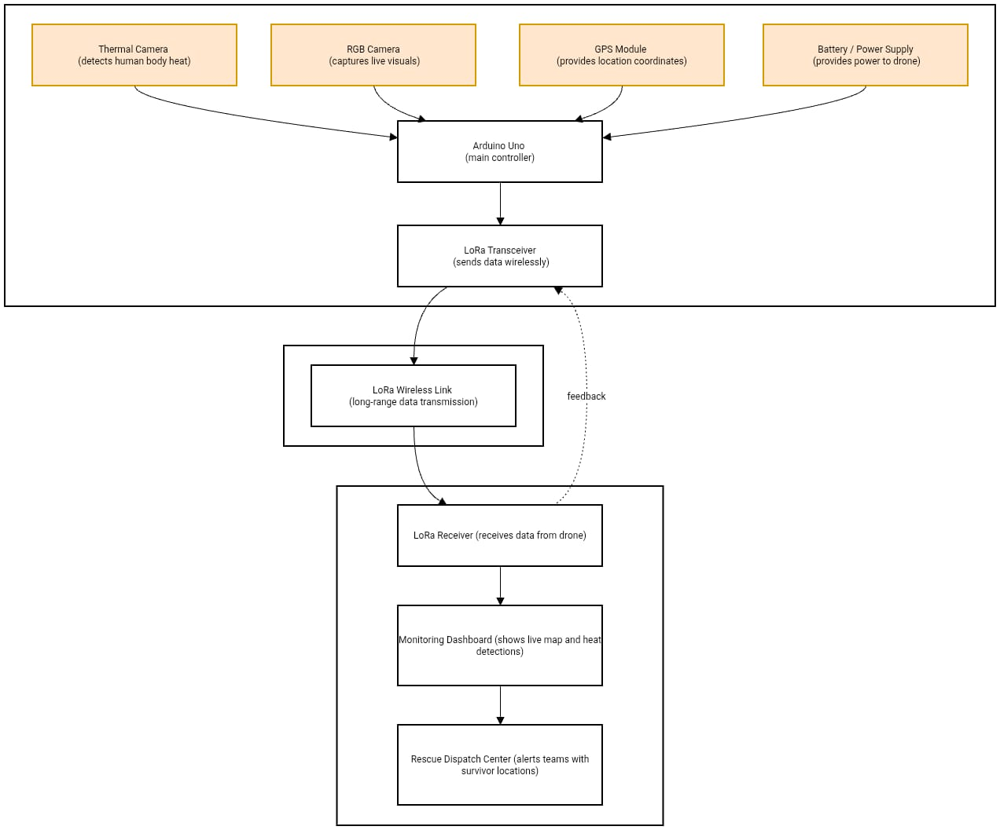 Thermal Camera
(detects human body heat)
RGB Camera
(captures live visuals)
GPS Module
(provides location coordinates)
Battery / Power Supply
(provides power to drone)
Arduino Uno
(main controller)
LoRa Transceiver
(sends data wirelessly)
LoRa Wireless Link
(long-range data transmission)
feedback
LoRa Receiver (receives data from drone)
Monitoring Dashboard (shows live map and heat
detections)
Rescue Dispatch Center (alerts teams with
survivor locations)